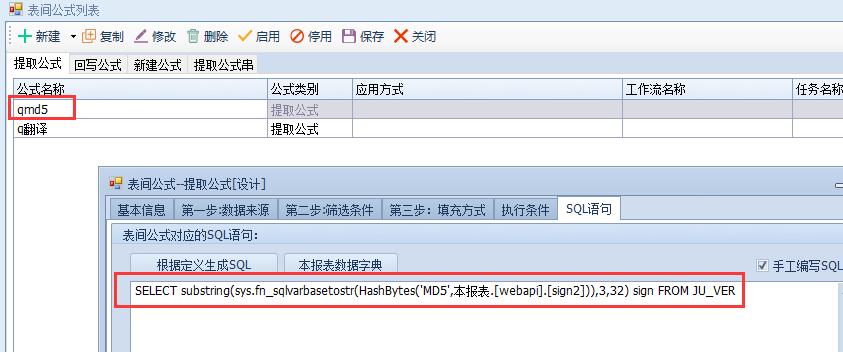 表间公式列表
新建 复制 修改 删除 启用 停用 保存 关闭
提取公式 回写公式 新建公式 提取公式串
公式名称 公式类别 应用方式 工作流名称 任务名称
qmd5 提取公式
q翻译 提取公式
表间公式--提取公式[设计]
基本信息 第一步:数据来源 第二步:筛选条件 第三步: 填充方式 执行条件 SQL语句
表间公式对应的SQL语句:
根据定义生成SQL 本报表数据字典 手工编写SQL
SELECT substring(sys.fn_sqlvarbasetostr(HashBytes('MD5',本报表.[webapi].[sign2])),3,32) sign FROM JU_VER